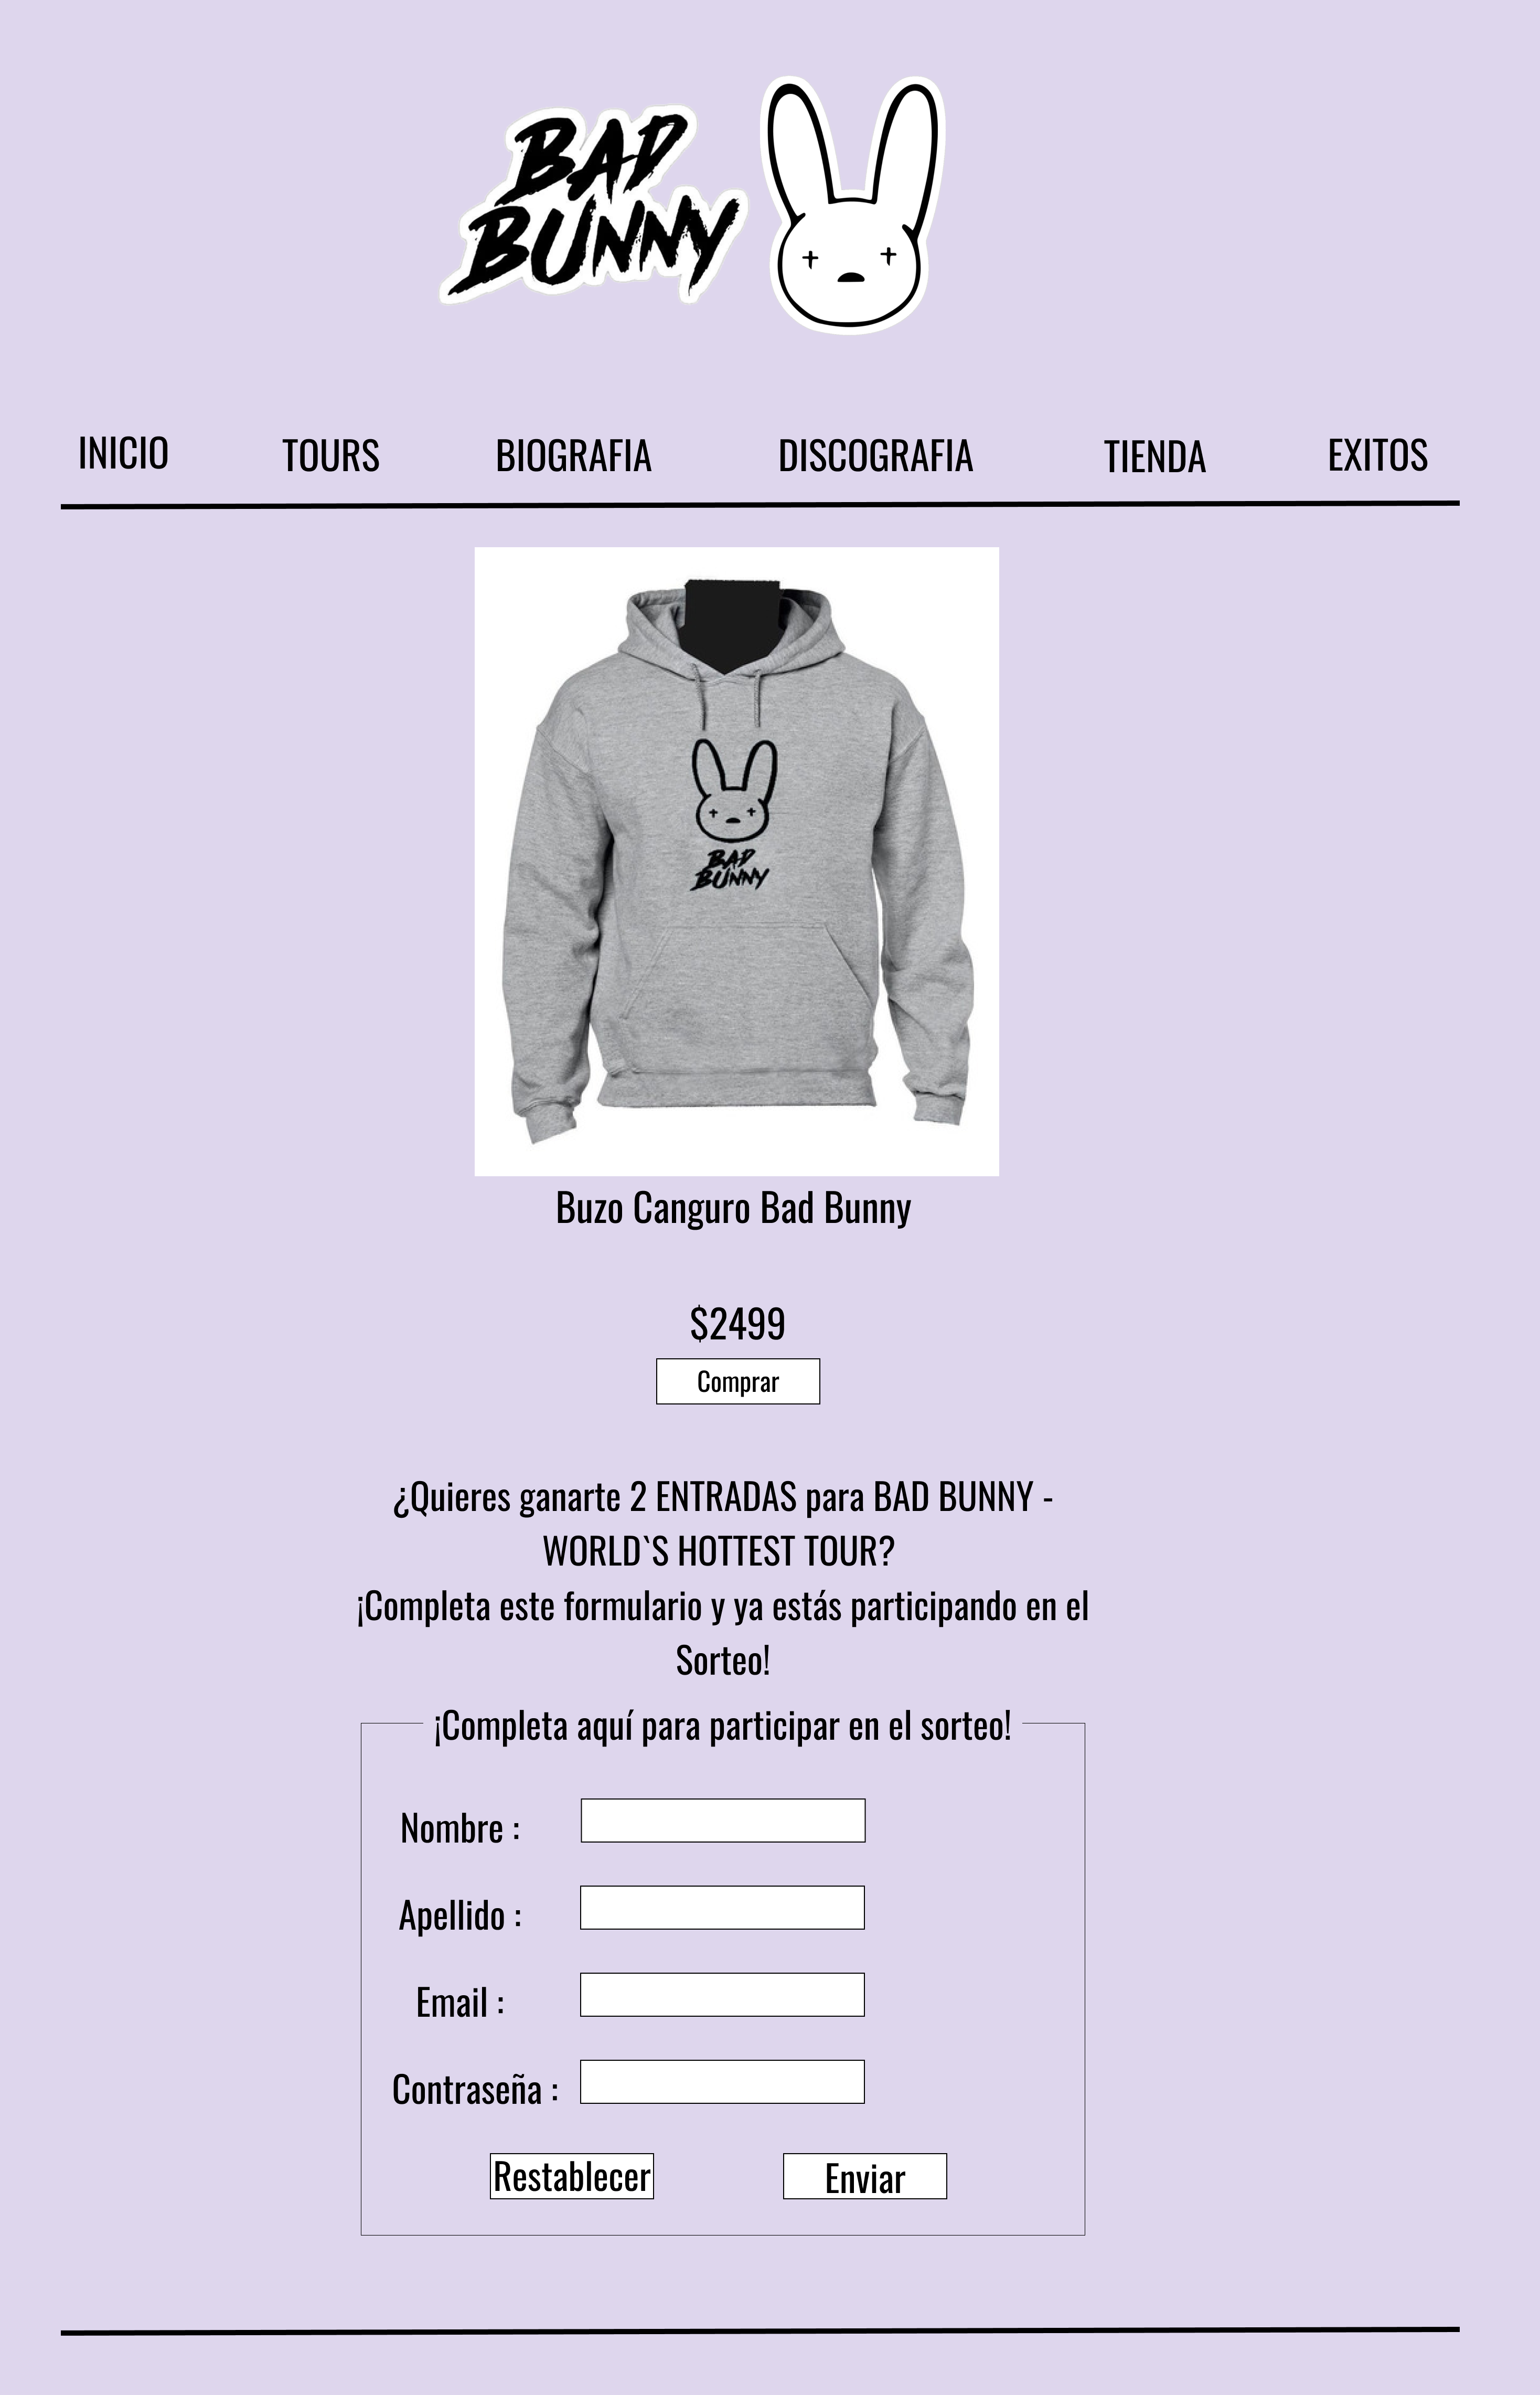 BAD
BUNNY
INICIO TOURS BIOGRAFIA DISCOGRAFIA TIENDA EXITOS
BAD
BUNNY
Buzo Canguro Bad Bunny
$2499
Comprar
¿Quieres ganarte 2 ENTRADAS para BAD BUNNY -
WORLD`S HOTTEST TOUR?
¡Completa este formulario y ya estás participando en el
Sorteo!
¡Completa aquí para participar en el sorteo!
Nombre :
Apellido :
Email :
Contraseña :
Restablecer Enviar